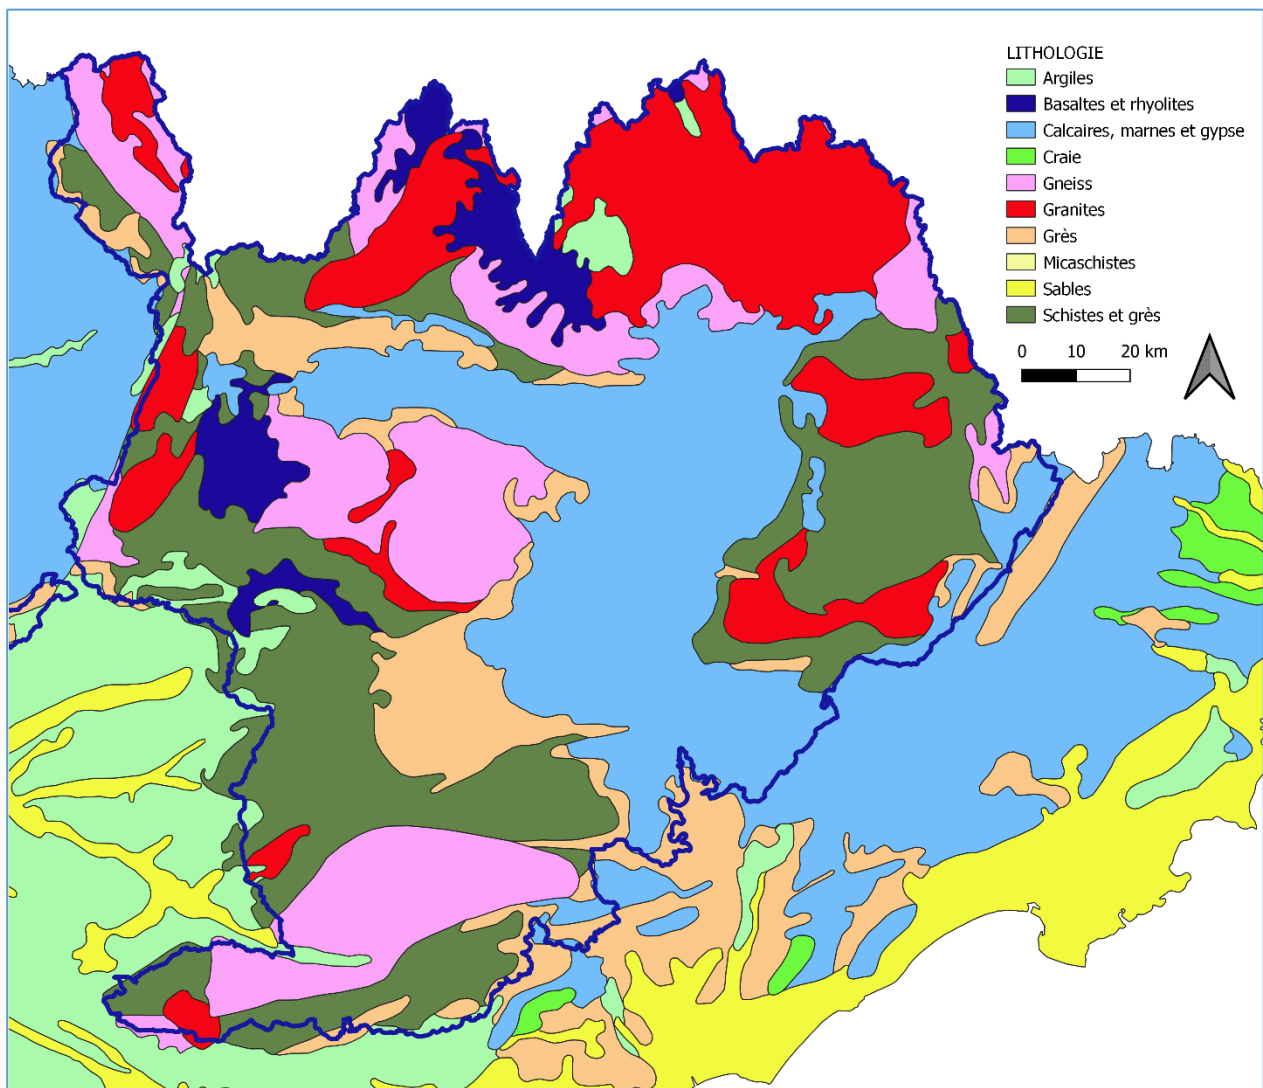 LITHOLOGIE
Argiles
Basaltes et rhyolites
Calcaires, marnes et gypse
Craie
Gneiss
Granites
Grès
Micaschistes
Sables
Schistes et grès
0 10 20 km